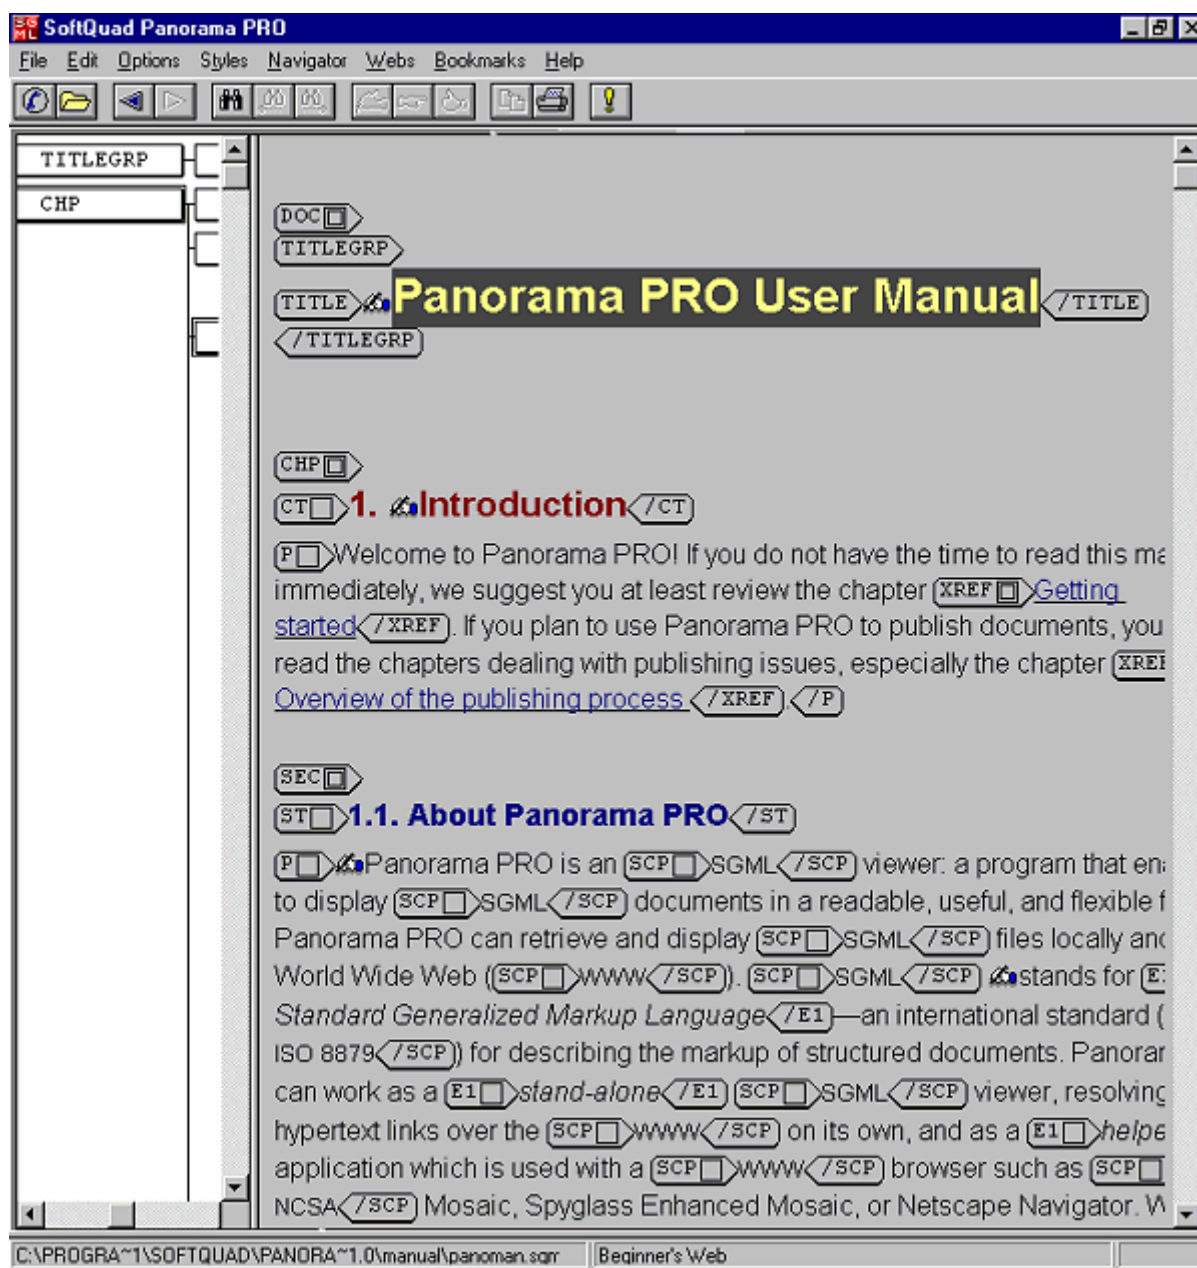 SGML SoftQuad Panorama PRO
File Edit Options Styles Navigator Webs Bookmarks Help
TITLEGRP
CHP
DOC
TITLEGRP
TITLE Panorama PRO User Manual /TITLE
/TITLEGRP
CHP
CT 1. Introduction /CT
P Welcome to Panorama PRO! If you do not have the time to read this ma
immediately, we suggest you at least review the chapter XREF Getting
started /XREF. If you plan to use Panorama PRO to publish documents, you
read the chapters dealing with publishing issues, especially the chapter XREF
Overview of the publishing process /XREF. /P
SEC
ST 1.1. About Panorama PRO /ST
P Panorama PRO is an SCP SGML /SCP viewer: a program that ena
to display SCP SGML /SCP documents in a readable, useful, and flexible f
Panorama PRO can retrieve and display SCP SGML /SCP files locally and
World Wide Web (SCP WWW /SCP). SCP SGML /SCP stands for E
Standard Generalized Markup Language /E1—an international standard (
ISO 8879 /SCP) for describing the markup of structured documents. Panoram
can work as a E1 stand-alone /E1 SCP SGML /SCP viewer, resolving
hypertext links over the SCP WWW /SCP on its own, and as a E1 helpe
application which is used with a SCP WWW /SCP browser such as SCP
NCSA /SCP Mosaic, Spyglass Enhanced Mosaic, or Netscape Navigator. W
C:\PROGRA~1\SOFTQUAD\PANORA~1.0\manual\panoman.sgm Beginner's Web